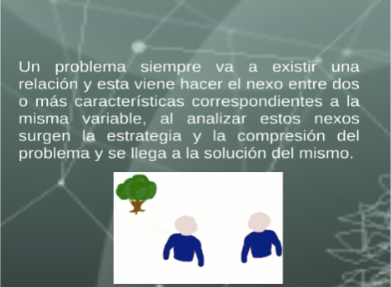 Un problema siempre va a existir una
relación y esta viene hacer el nexo entre dos
o más características correspondientes a la
misma variable, al analizar estos nexos
surgen la estrategia y la compresión del
problema y se llega a la solución del mismo.